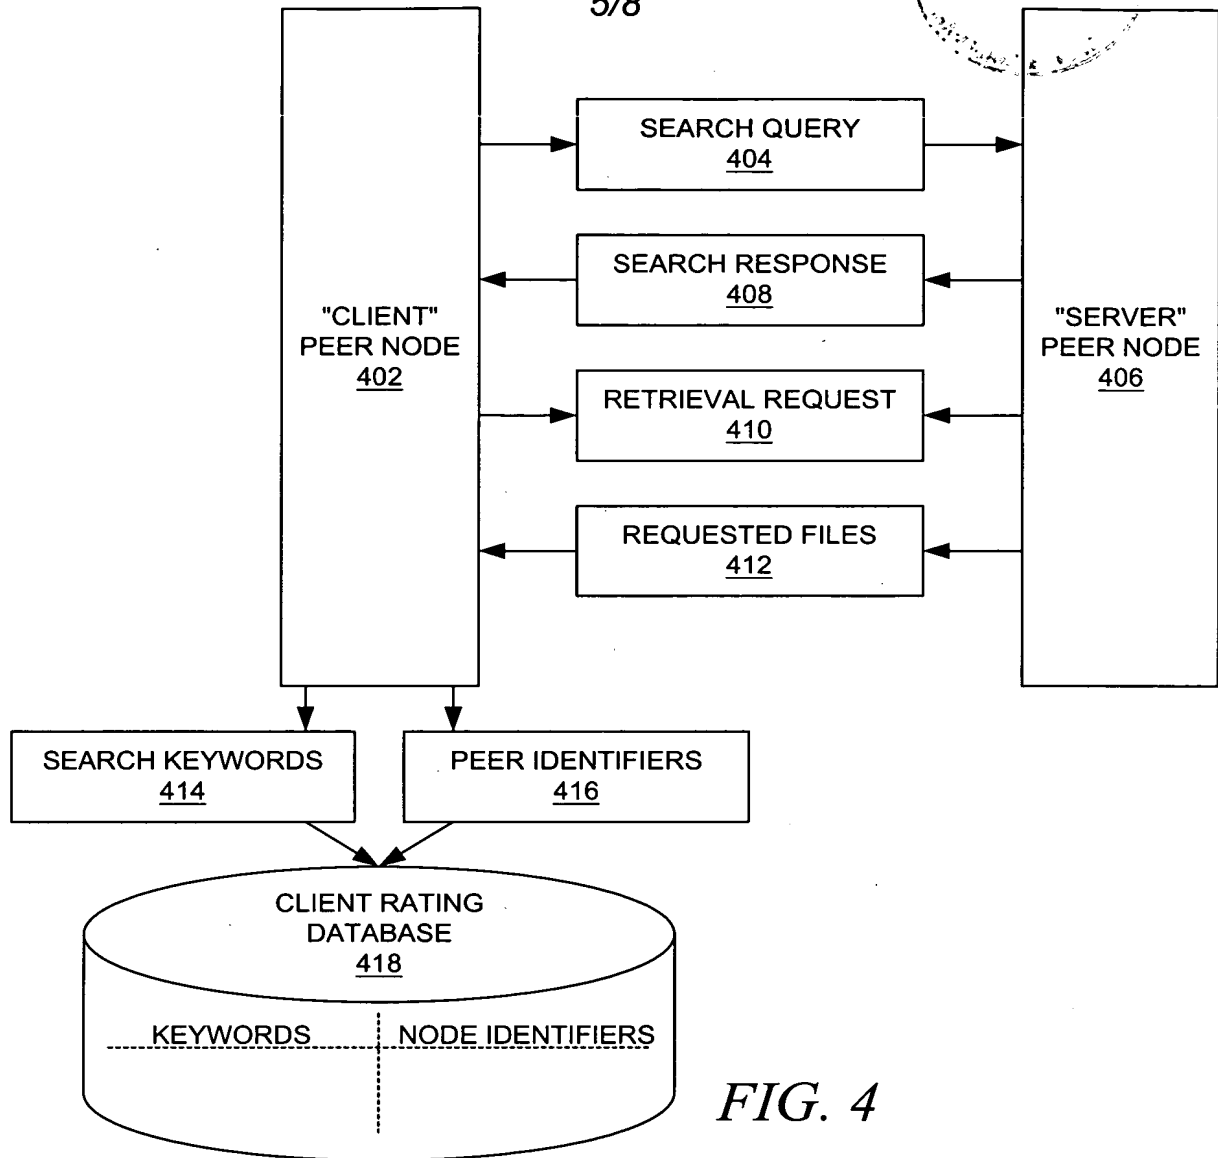 5/8
SEARCH QUERY
404
SEARCH RESPONSE
408
"CLIENT"
PEER NODE
402
"SERVER"
PEER NODE
406
RETRIEVAL REQUEST
410
REQUESTED FILES
412
SEARCH KEYWORDS
414
PEER IDENTIFIERS
416
CLIENT RATING
DATABASE
418
KEYWORDS
NODE IDENTIFIERS
FIG. 4